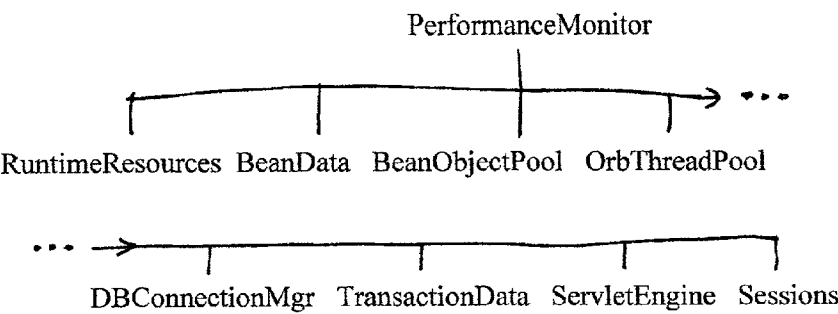 PerformanceMonitor
RuntimeResources BeanData BeanObjectPool OrbThreadPool
DBConnectionMgr TransactionData ServletEngine Sessions